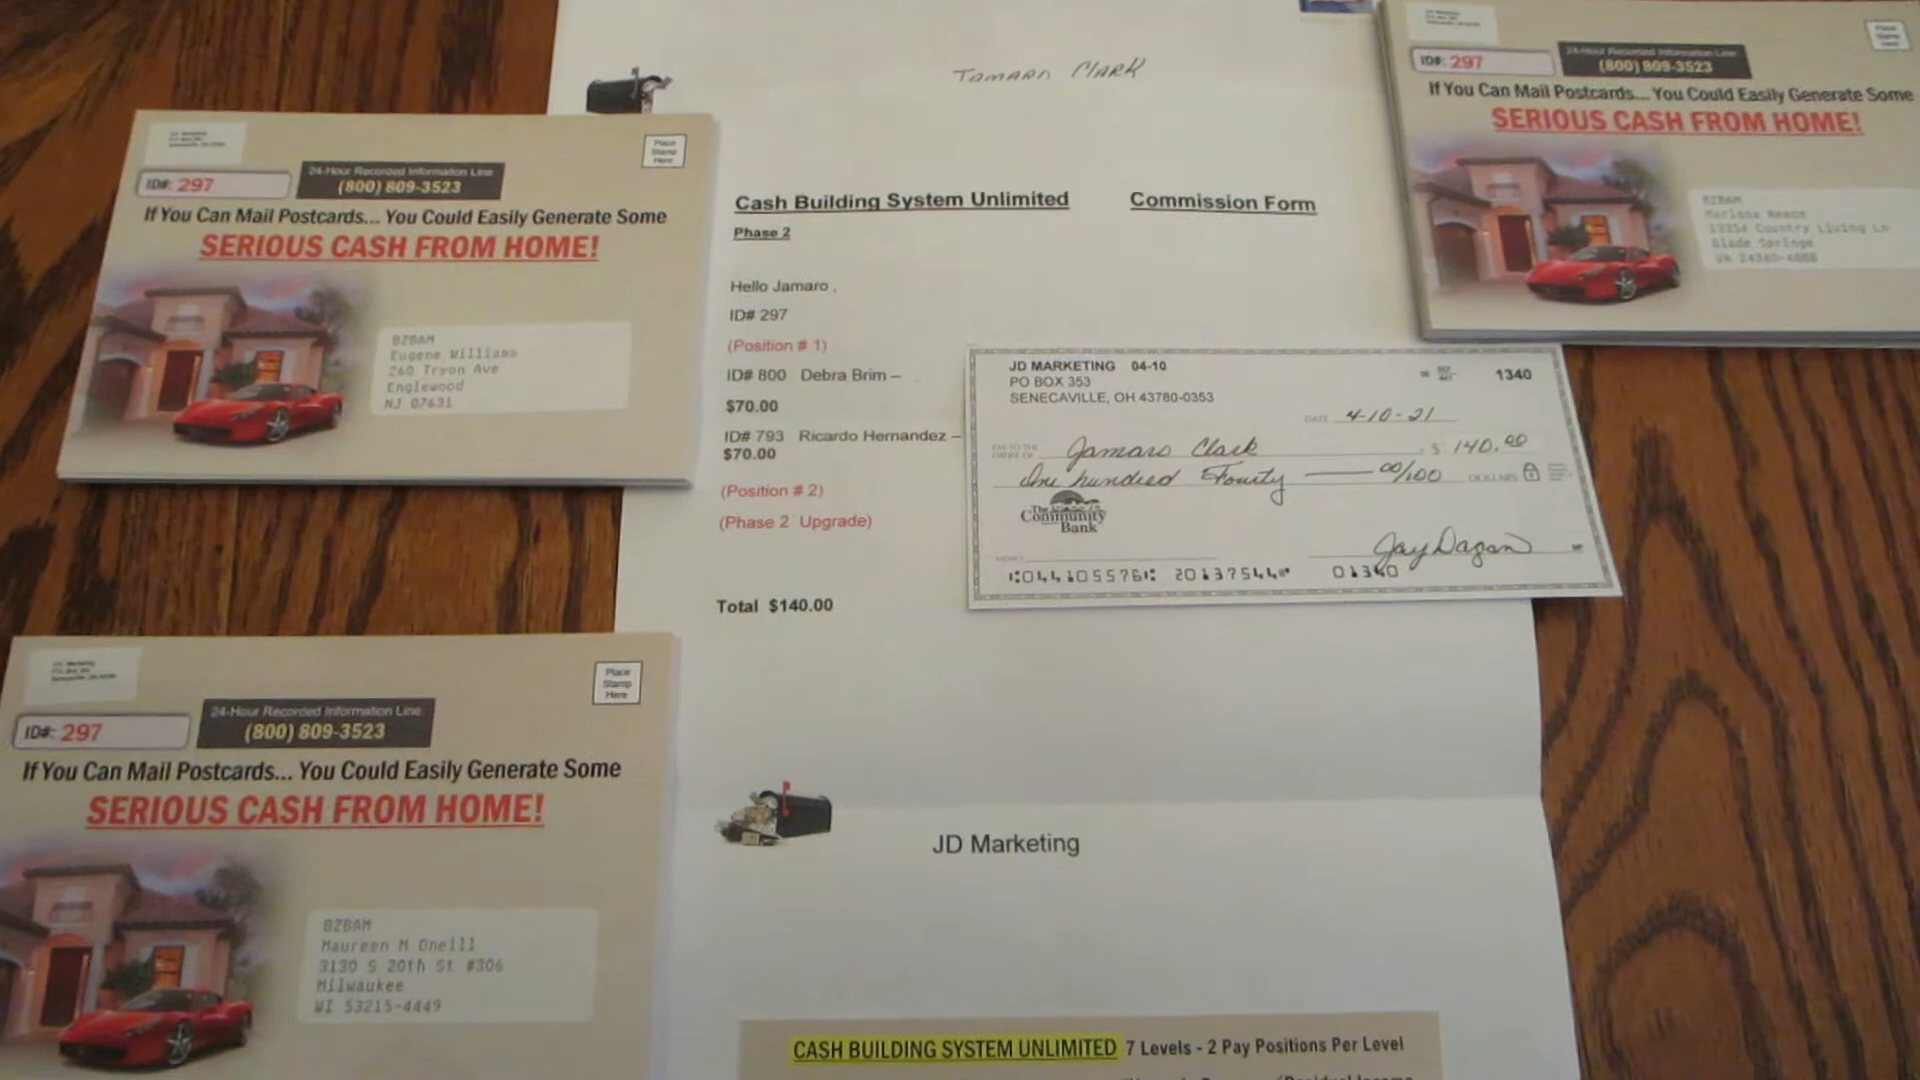 Place
Stamp
Here
ID#: 297
24-Hour Recorded Information Line
(800) 809-3523
If You Can Mail Postcards... You Could Easily Generate Some
SERIOUS CASH FROM HOME!
BZBAM
Eugene Williams
260 Tryon Ave
Englewood
NJ 07631
Place
Stamp
Here
ID#: 297
24-Hour Recorded Information Line
(800) 809-3523
If You Can Mail Postcards... You Could Easily Generate Some
SERIOUS CASH FROM HOME!
BZBAM
Maureen M Oneill
3130 S 20th St #306
Milwaukee
WI 53215-4449
Clark
Cash Building System Unlimited Commission Form
Phase 2
Hello Jamaro ,
ID# 297
(Position # 1)
ID# 800 Debra Brim –
$70.00
ID# 793 Ricardo Hernandez –
$70.00
(Position # 2)
(Phase 2 Upgrade)
Total $140.00
JD Marketing
CASH BUILDING SYSTEM UNLIMITED 7 Levels - 2 Pay Positions Per Level
JD MARKETING 04-10
PO BOX 353
SENECAVILLE, OH 43780-0353
1340
DATE 4-10-21
PAY TO THE
ORDER OF Jamaro Clark $ 140.00
One hundred Fourty 00/100 DOLLARS
The
Community
Bank
Jay Dagan
044105576 20137544 01340
Place
Stamp
Here
ID#: 297
24-Hour Recorded Information Line
(800) 809-3523
If You Can Mail Postcards... You Could Easily Generate Some
SERIOUS CASH FROM HOME!
BZBAM
Marissa
Country Living Ln
Glade Springs